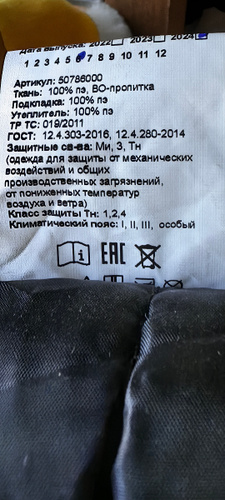 Дата выпуска: 2022 2023 2024
1 2 3 4 5 6 7 8 9 10 11 12
Артикул: 50786000
Ткань: 100% пэ, ВО-пропитка
Подкладка: 100% пэ
Утеплитель: 100% пэ
ТР ТС: 019/2011
ГОСТ: 12.4.303-2016, 12.4.280-2014
Защитные св-ва: Ми, З, Тн
(одежда для защиты от механических
воздействий и общих
производственных загрязнений,
от пониженных температур
воздуха и ветра)
Класс защиты Тн: 1,2,4
Климатический пояс: I, II, III, особый
i EAC